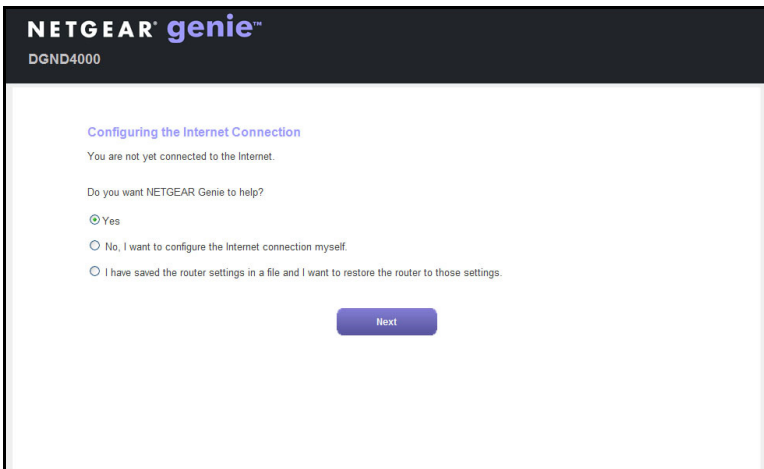 NETGEAR® genie™
DGND4000
Configuring the Internet Connection
You are not yet connected to the Internet.
Do you want NETGEAR Genie to help?
Yes
No, I want to configure the Internet connection myself.
I have saved the router settings in a file and I want to restore the router to those settings.
Next